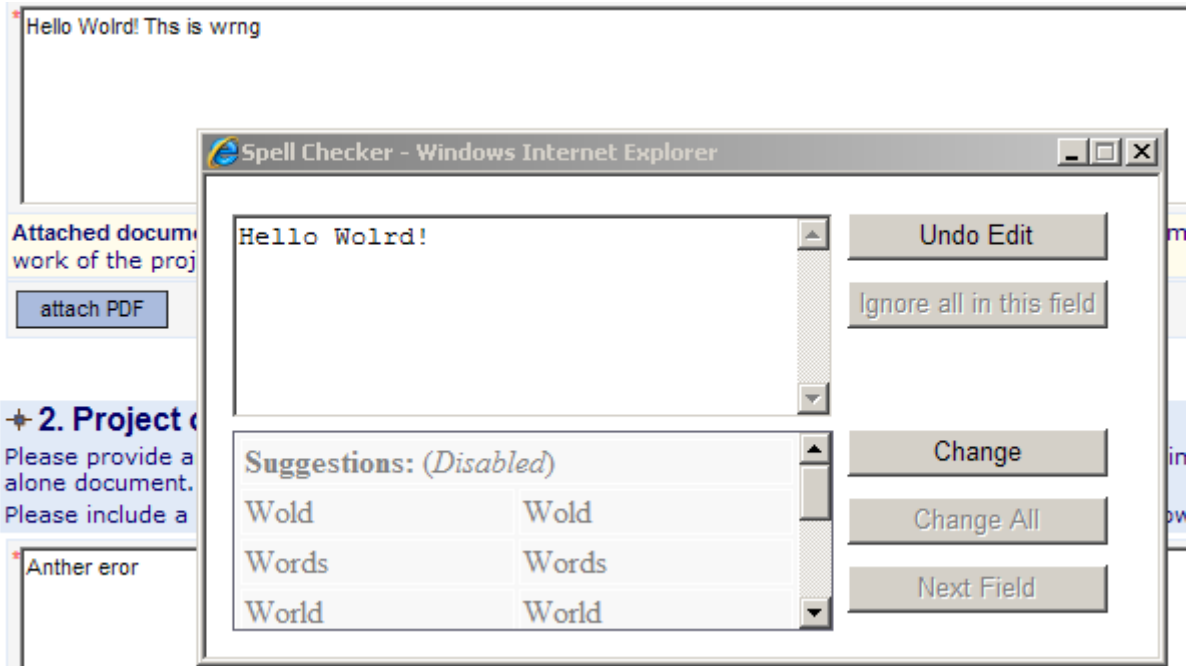 *Hello Wolrd! Ths is wrng
Spell Checker - Windows Internet Explorer
Hello Wolrd!
Undo Edit
Ignore all in this field
Attached docume
work of the proj
attach PDF
2. Project
Please provide a
alone document.
Please include a
Suggestions: (Disabled)
Wold Wold
Words Words
World World
Change
Change All
Next Field
*Anther eror